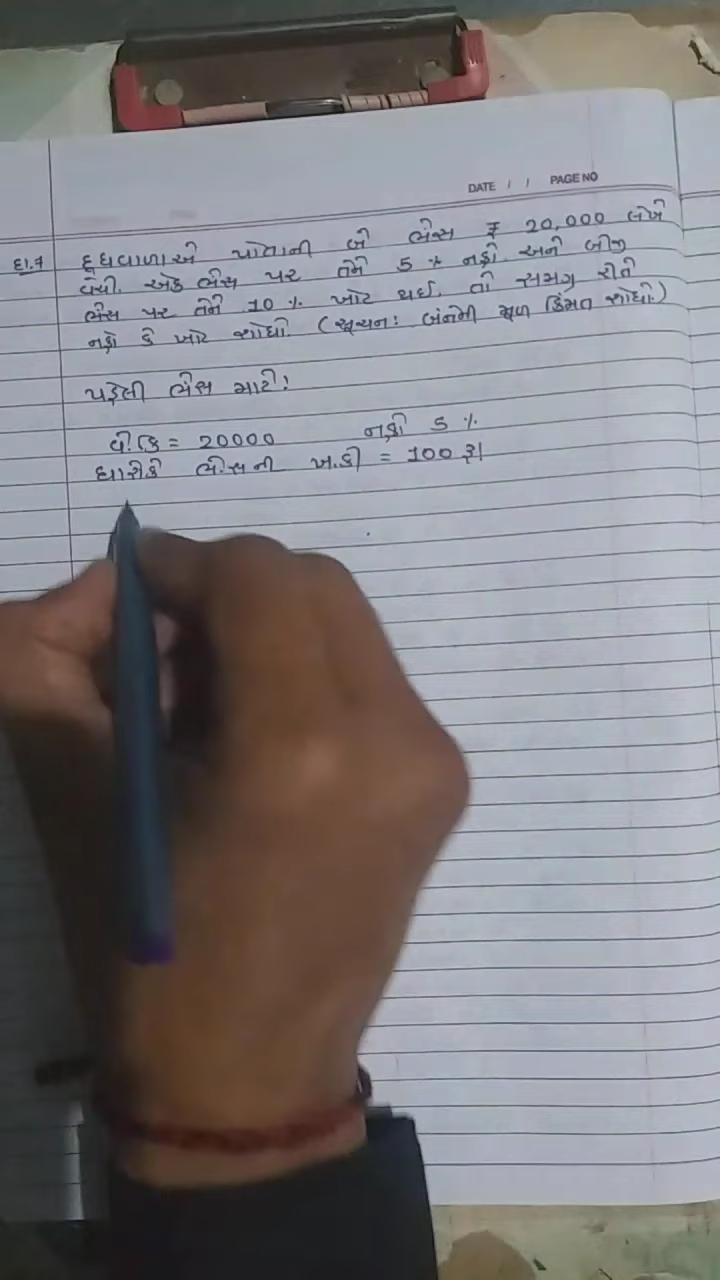 DATE / / PAGE NO
દા.7 દૂધવાળાએ પોતાની બે ભેંસ ₹ 20,000 લેખે
વેચી. એક ભેંસ પર તેને 5 % નફો અને બીજી
ભેંસ પર તેને 10 % ખોટ થઈ. તો સમગ્ર રીતે
નફો કે ખોટ શોધો. (સૂચન: બંનેની મૂળ કિંમત શોધો.)
પહેલી ભેંસ માટે:
વે.કિં = 20000 નફો 5 %
ધારોકે ભેંસની ખ.કી = 100 રૂા